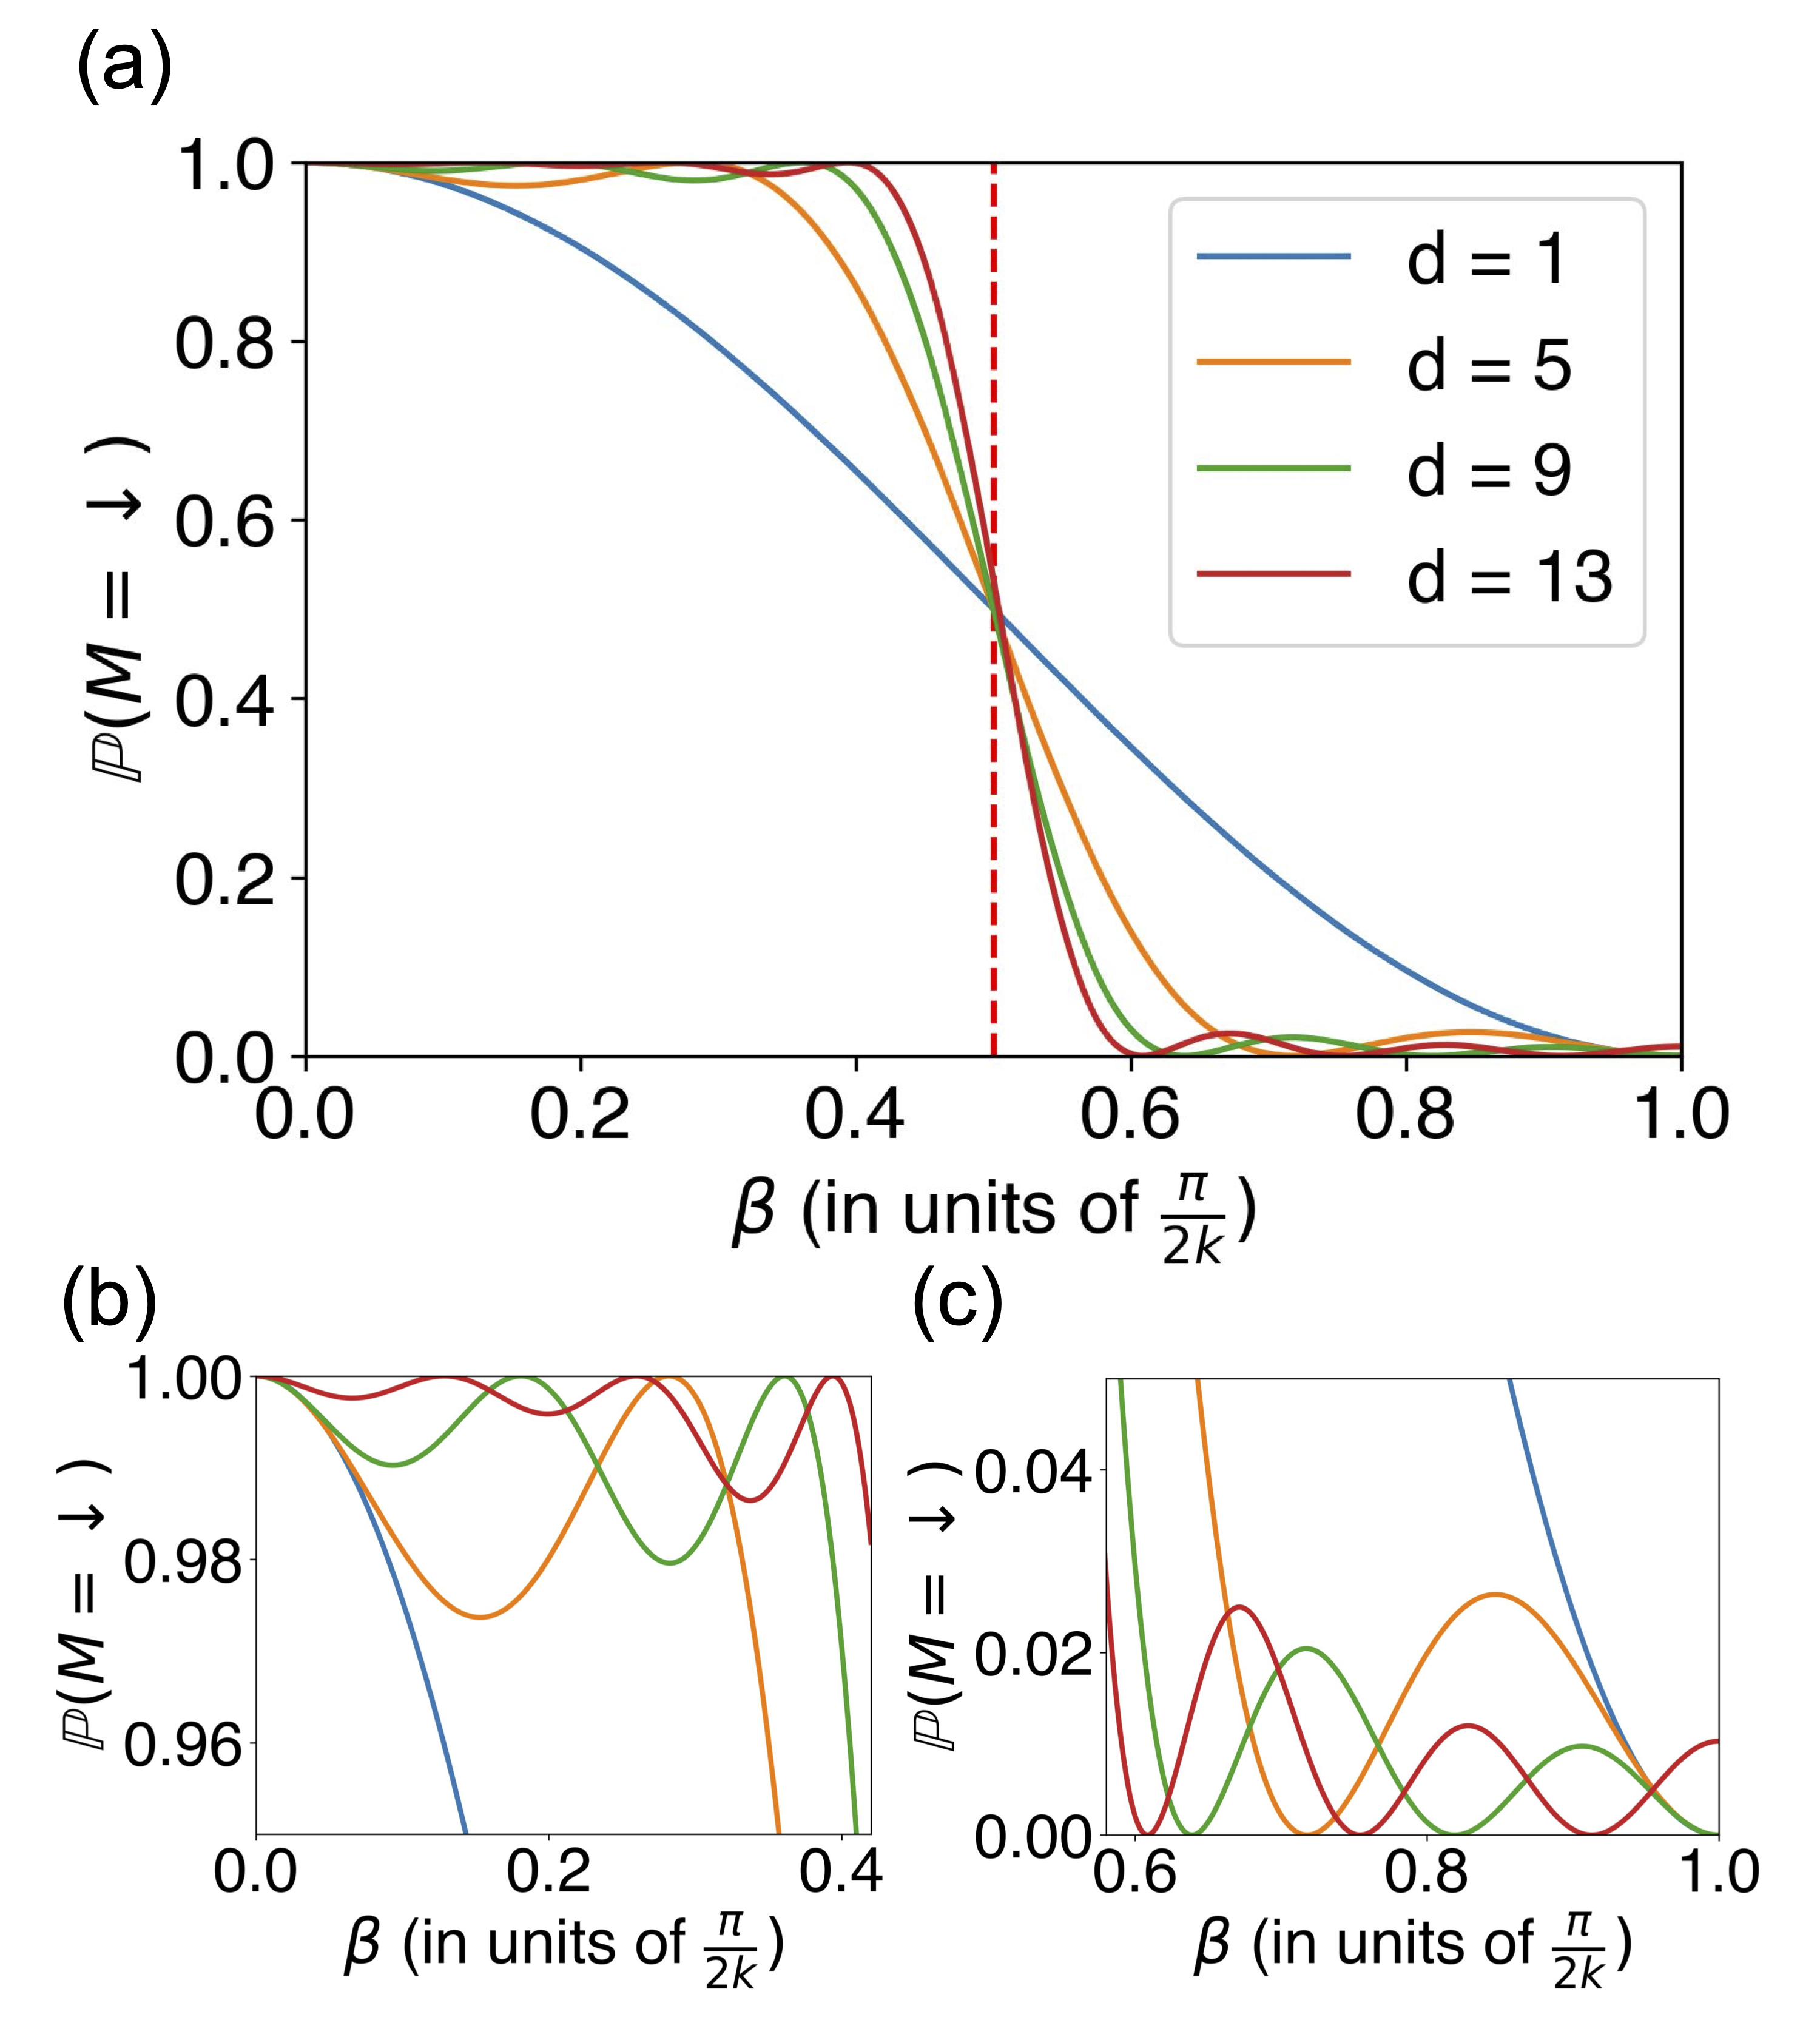 (a)
1.0
0.8
0.6
0.4
0.2
0.0
ℙ(M = ↓)
d = 1
d = 5
d = 9
d = 13
0.0 0.2 0.4 0.6 0.8 1.0
β (in units of π/2k)
(b)
1.00
0.98
0.96
ℙ(M = ↓)
0.0 0.2 0.4
β (in units of π/2k)
(c)
0.04
0.02
0.00
ℙ(M = ↓)
0.6 0.8 1.0
β (in units of π/2k)